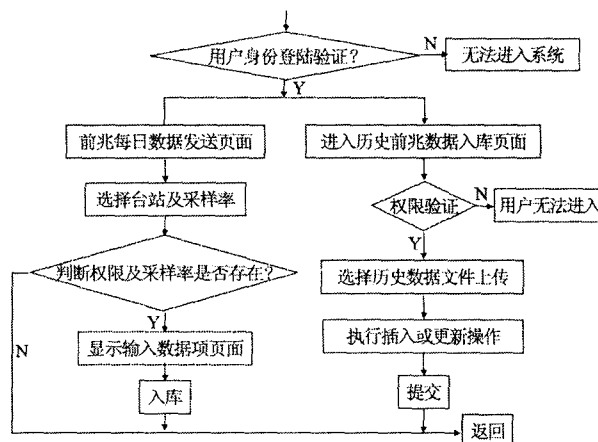 用户身份登陆验证?
N
无法进入系统
Y
前兆每日数据发送页面
进入历史前兆数据入库页面
选择台站及采样率
权限验证
N
用户无法进入
Y
判断权限及采样率是否存在?
选择历史数据文件上传
Y
N
显示输入数据项页面
执行插入或更新操作
入库
提交
返回